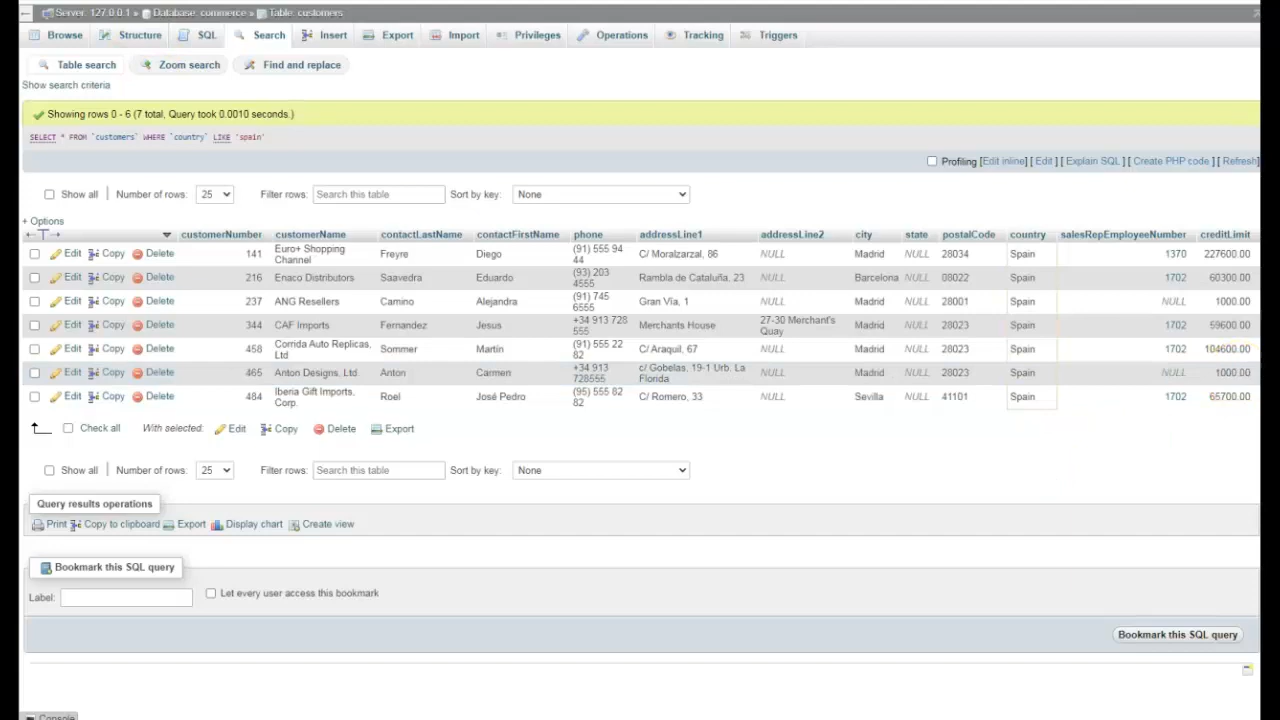 Server: 127.0.0.1 » Database: commerce » Table: customers
Browse Structure SQL Search Insert Export Import Privileges Operations Tracking Triggers
Table search Zoom search Find and replace
Show search criteria
Showing rows 0 - 6 (7 total, Query took 0.0010 seconds.)
SELECT * FROM `customers` WHERE `country` LIKE 'spain'
Profiling [Edit inline] [ Edit ] [ Explain SQL ] [ Create PHP code ] [ Refresh]
Show all Number of rows: 25 Filter rows: Search this table Sort by key: None
+ Options
customerNumber customerName contactLastName contactFirstName phone addressLine1 addressLine2 city state postalCode country salesRepEmployeeNumber creditLimit
Edit Copy Delete 141 Euro+ Shopping Channel Freyre Diego (91) 555 94 44 C/ Moralzarzal, 86 NULL Madrid NULL 28034 Spain 1370 227600.00
Edit Copy Delete 216 Enaco Distributors Saavedra Eduardo (93) 203 4555 Rambla de Cataluña, 23 NULL Barcelona NULL 08022 Spain 1702 60300.00
Edit Copy Delete 237 ANG Resellers Camino Alejandra (91) 745 6555 Gran Vía, 1 NULL Madrid NULL 28001 Spain NULL 1000.00
Edit Copy Delete 344 CAF Imports Fernandez Jesus +34 913 728 555 Merchants House 27-30 Merchant's Quay Madrid NULL 28023 Spain 1702 59600.00
Edit Copy Delete 458 Corrida Auto Replicas, Ltd Sommer Martín (91) 555 22 82 C/ Araquil, 67 NULL Madrid NULL 28023 Spain 1702 104600.00
Edit Copy Delete 465 Anton Designs, Ltd. Anton Carmen +34 913 728555 c/ Gobelas, 19-1 Urb. La Florida NULL Madrid NULL 28023 Spain NULL 1000.00
Edit Copy Delete 484 Iberia Gift Imports, Corp. Roel José Pedro (95) 555 82 82 C/ Romero, 33 NULL Sevilla NULL 41101 Spain 1702 65700.00
Check all With selected: Edit Copy Delete Export
Show all Number of rows: 25 Filter rows: Search this table Sort by key: None
Query results operations
Print Copy to clipboard Export Display chart Create view
Bookmark this SQL query
Label: Let every user access this bookmark
Bookmark this SQL query
Console